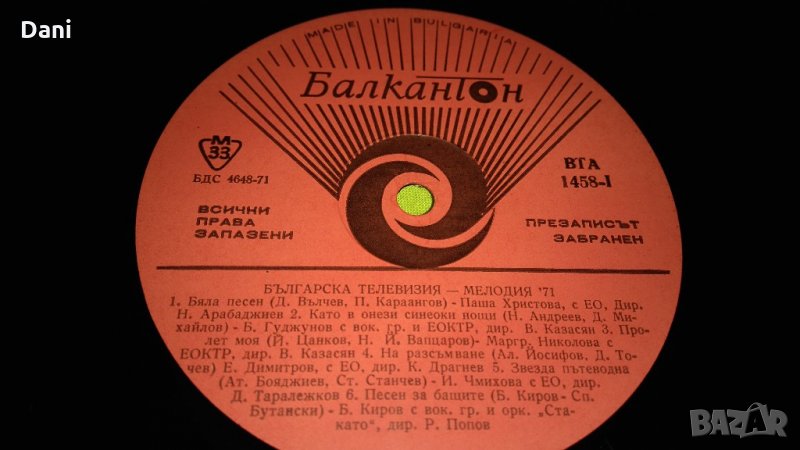 Dani
MADE IN BULGARIA
Балкантон
М
33
БДС 4648-71
ВТА
1458-I
ВСИЧНИ
ПРАВА
ЗАПАЗЕНИ
ПРЕЗАПИСЪТ
ЗАБРАНЕН
БЪЛГАРСКА ТЕЛЕВИЗИЯ — МЕЛОДИЯ '71
1. Бяла песен (Д. Вълчев, П. Караангов) - Паша Христова, с ЕО, Дир.
Н. Арабаджиев 2. Като в онези синеоки нощи (Н. Андреев, Д. Ми-
хайлов) - Б. Гуджунов с вок. гр. и ЕОКТР, дир. В. Казасян 3. Про-
лет моя (Й. Цанков, Н. Й. Вапцаров) - Маргр. Николова с
ЕОКТР, дир. В. Казасян 4. На разсъмване (Ал. Йосифов, Д. То-
чев) Е. Димитров, с ЕО, дир. К. Драгнев 5. Звезда пътеводна
(Ат. Бояджиев, Ст. Станчев) - И. Чмихова с ЕО, дир.
Д. Таралежков 6. Песен за бащите (Б. Киров - Сп.
Бутански) - Б. Киров с вок. гр. и орк. „Ста-
като", дир. Р. Попов
BAZAR